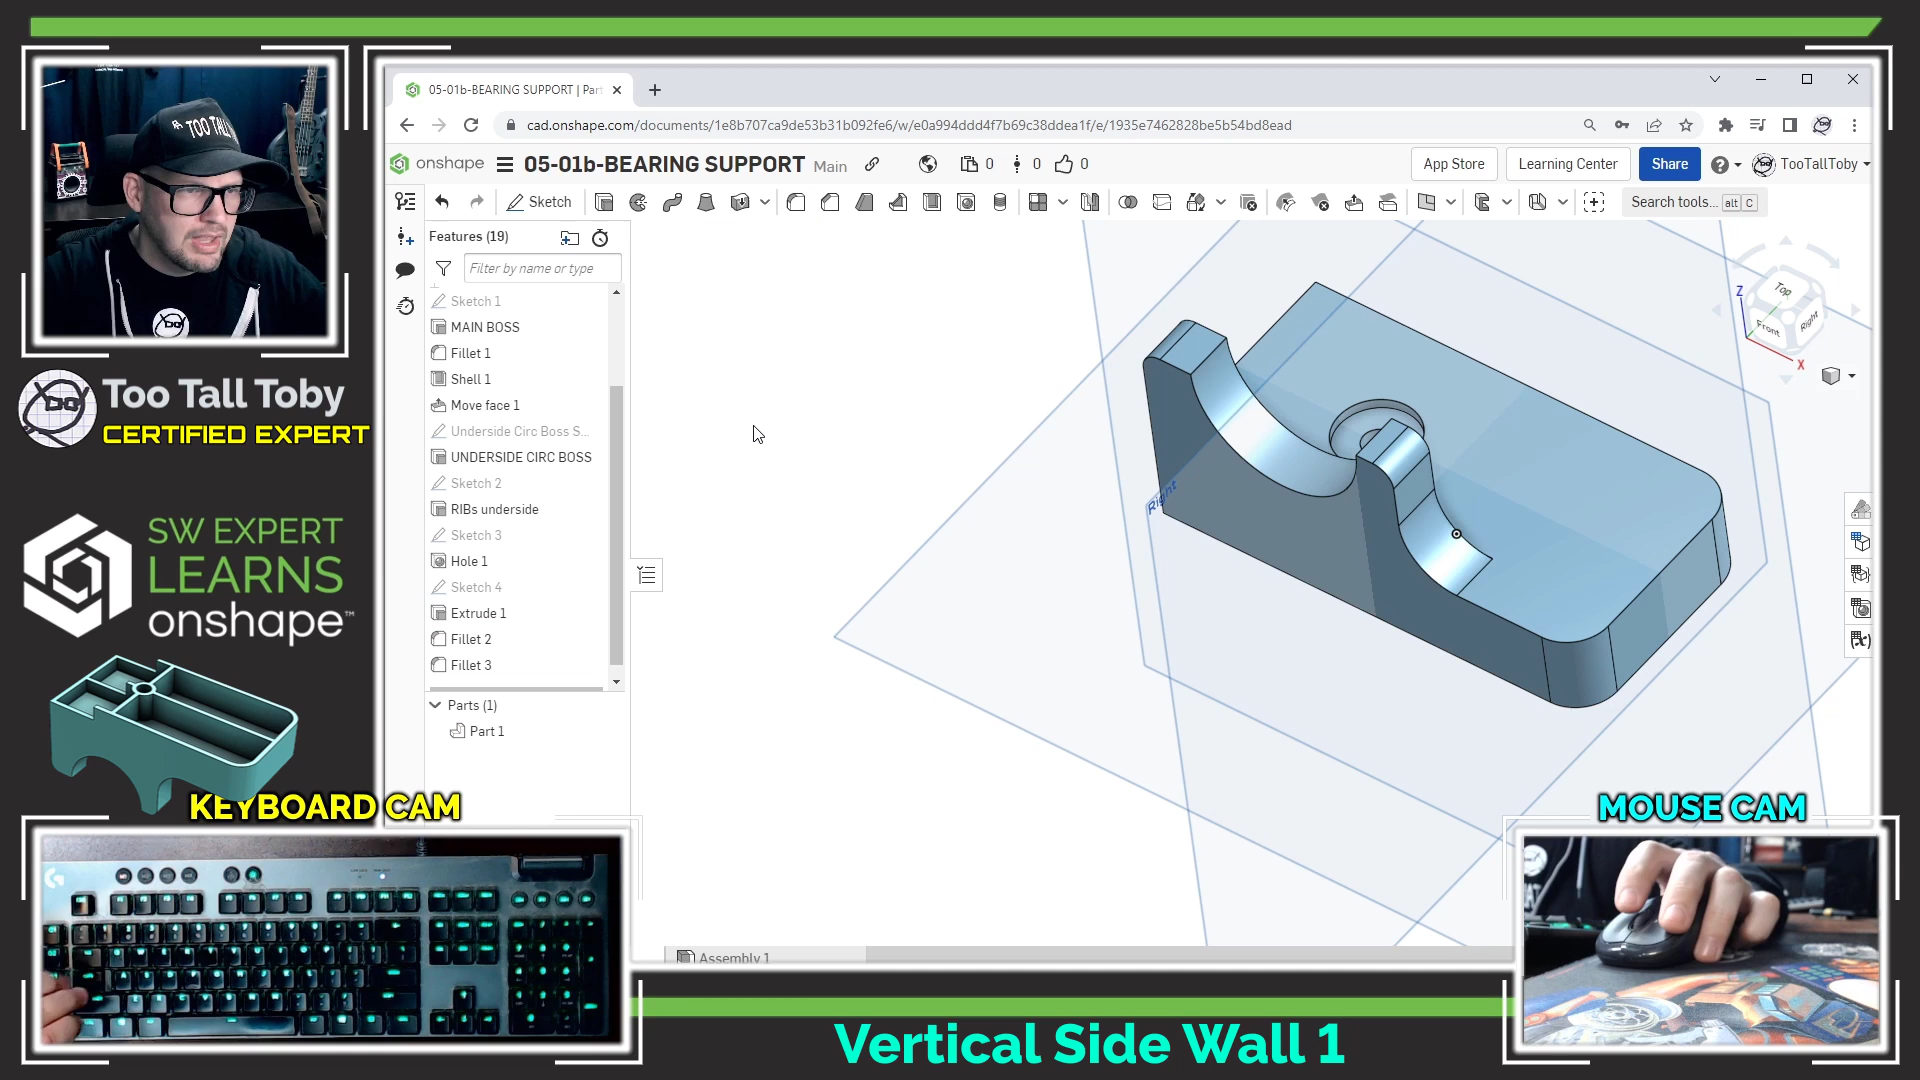 05-01b-BEARING SUPPORT | Part
cad.onshape.com/documents/1e8b707ca9de53b31b092fe6/w/e0a994ddd4f7b69c38ddea1f/e/1935e7462828be5b54bd8ead
onshape
05-01b-BEARING SUPPORT
Main
0
0
0
App Store
Learning Center
Share
TooTallToby
Sketch
Search tools...
alt
C
Features (19)
Filter by name or type
Sketch 1
MAIN BOSS
Fillet 1
Shell 1
Move face 1
Underside Circ Boss S...
UNDERSIDE CIRC BOSS
Sketch 2
RIBs underside
Sketch 3
Hole 1
Sketch 4
Extrude 1
Fillet 2
Fillet 3
Parts (1)
Part 1
Right
Z
Top
Front
Right
X
Assembly 1
TOO TALL
Too Tall Toby
CERTIFIED EXPERT
SW EXPERT
LEARNS
onshape™
KEYBOARD CAM
MOUSE CAM
Vertical Side Wall 1